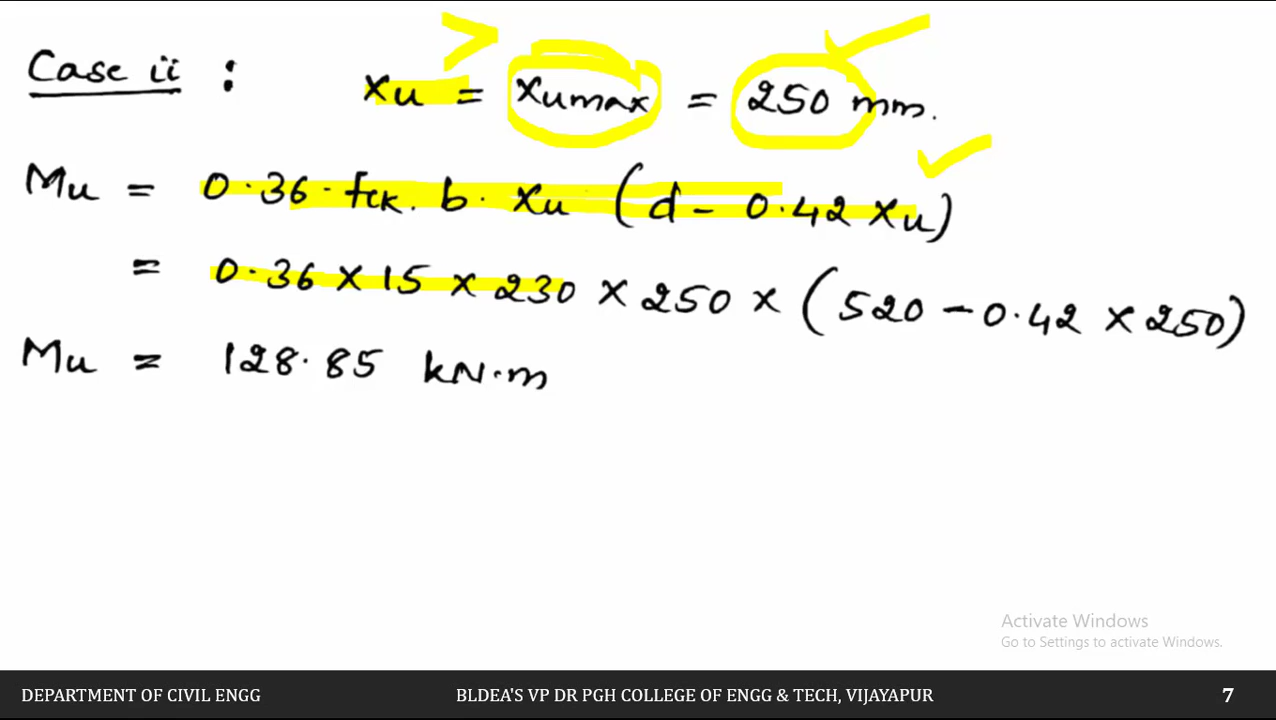 Case ii : xu = xumax = 250 mm.
Mu = 0.36. fck. b. xu (d - 0.42 xu)
= 0.36 x 15 x 230 x 250 x (520 - 0.42 x 250)
Mu = 128.85 kN.m
Activate Windows
Go to Settings to activate Windows.
DEPARTMENT OF CIVIL ENGG BLDEA'S VP DR PGH COLLEGE OF ENGG & TECH, VIJAYAPUR 7